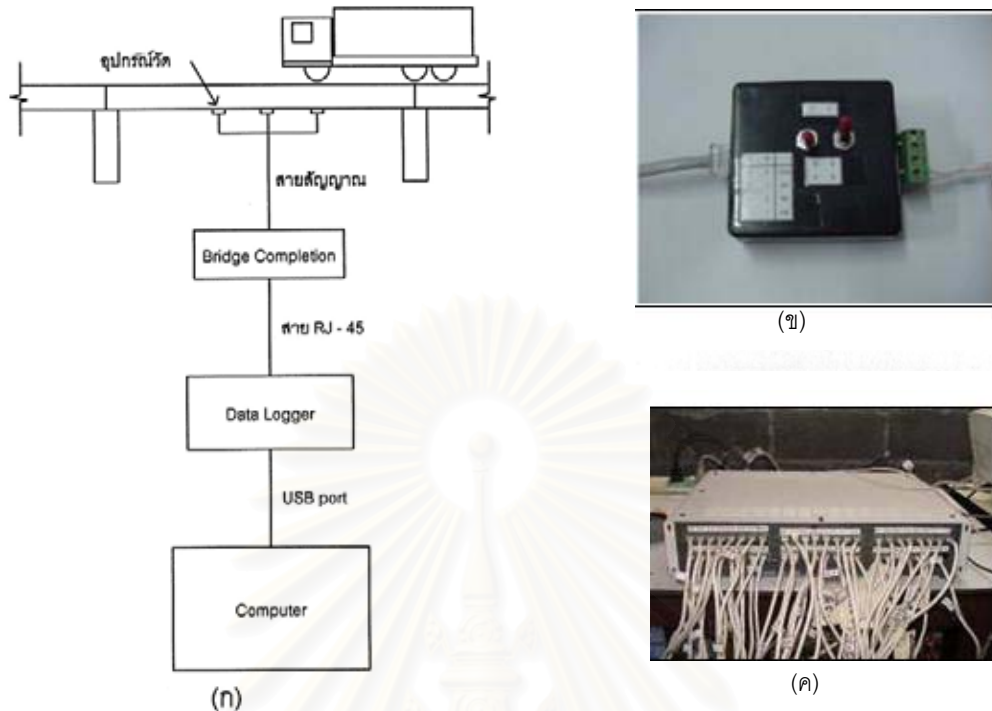 อุปกรณ์วัด
สายสัญญาณ
Bridge Completion
สาย RJ - 45
Data Logger
USB port
Computer
(ก)
(ข)
(ค)